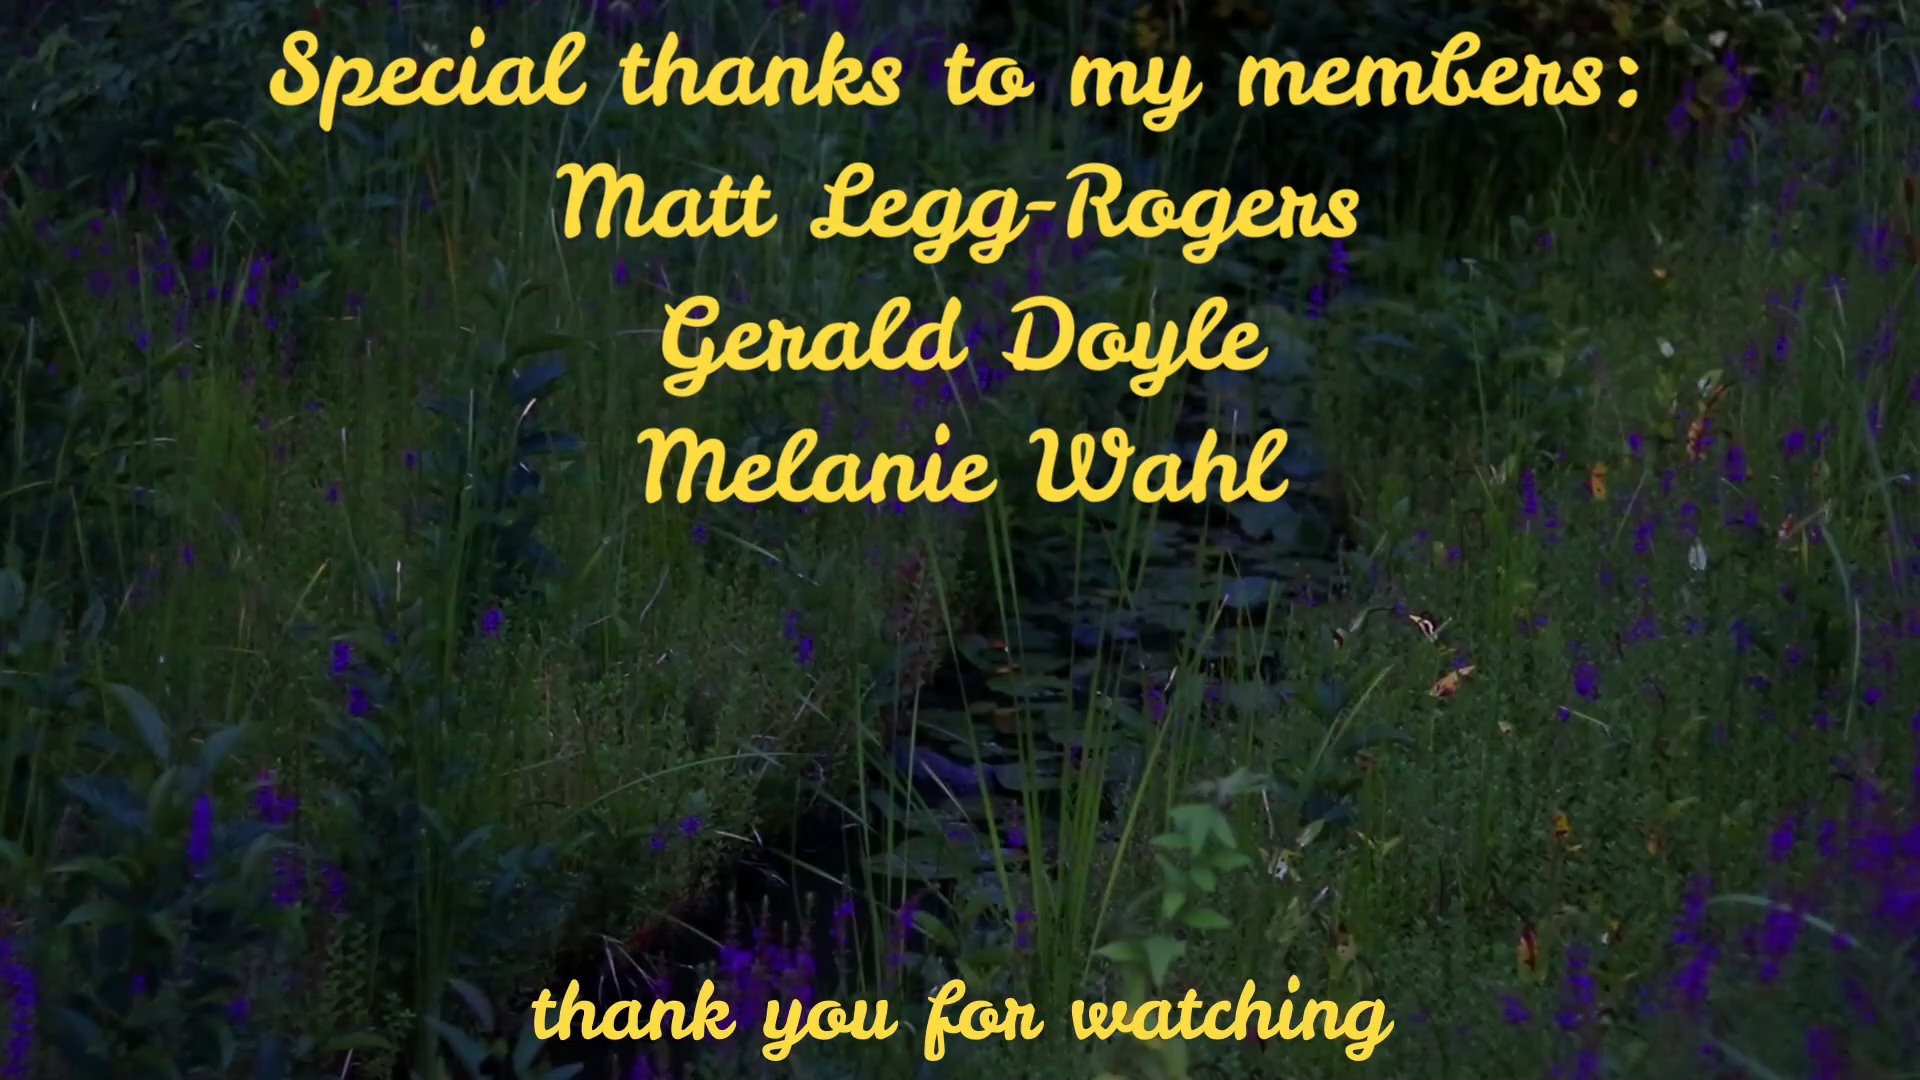 Special thanks to my members:
Matt Legg-Rogers
Gerald Doyle
Melanie Wahl
thank you for watching